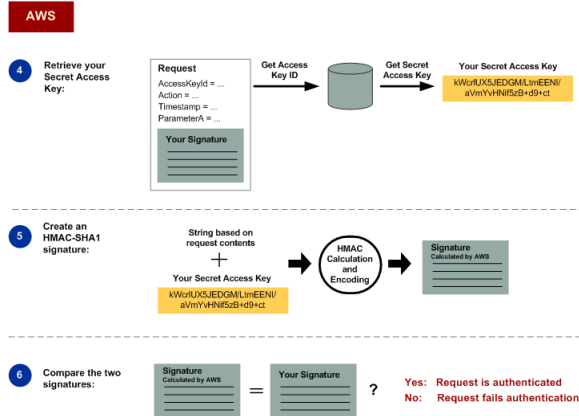 AWS
4
Retrieve your
Secret Access
Key:
Request
AccessKeyId = ...
Action = ...
Timestamp = ...
ParameterA = ...
Your Signature
Get Access
Key ID
Get Secret
Access Key
Your Secret Access Key
kWcrlUX5JEDGM/LtmEENI/
aVmYvHNif5zB+d9+ct
5
Create an
HMAC-SHA1
signature:
String based on
request contents
+
Your Secret Access Key
kWcrlUX5JEDGM/LtmEENI/
aVmYvHNif5zB+d9+ct
HMAC
Calculation
and
Encoding
Signature
Calculated by AWS
6
Compare the two
signatures:
Signature
Calculated by AWS
=
Your Signature
?
Yes: Request is authenticated
No: Request fails authentication